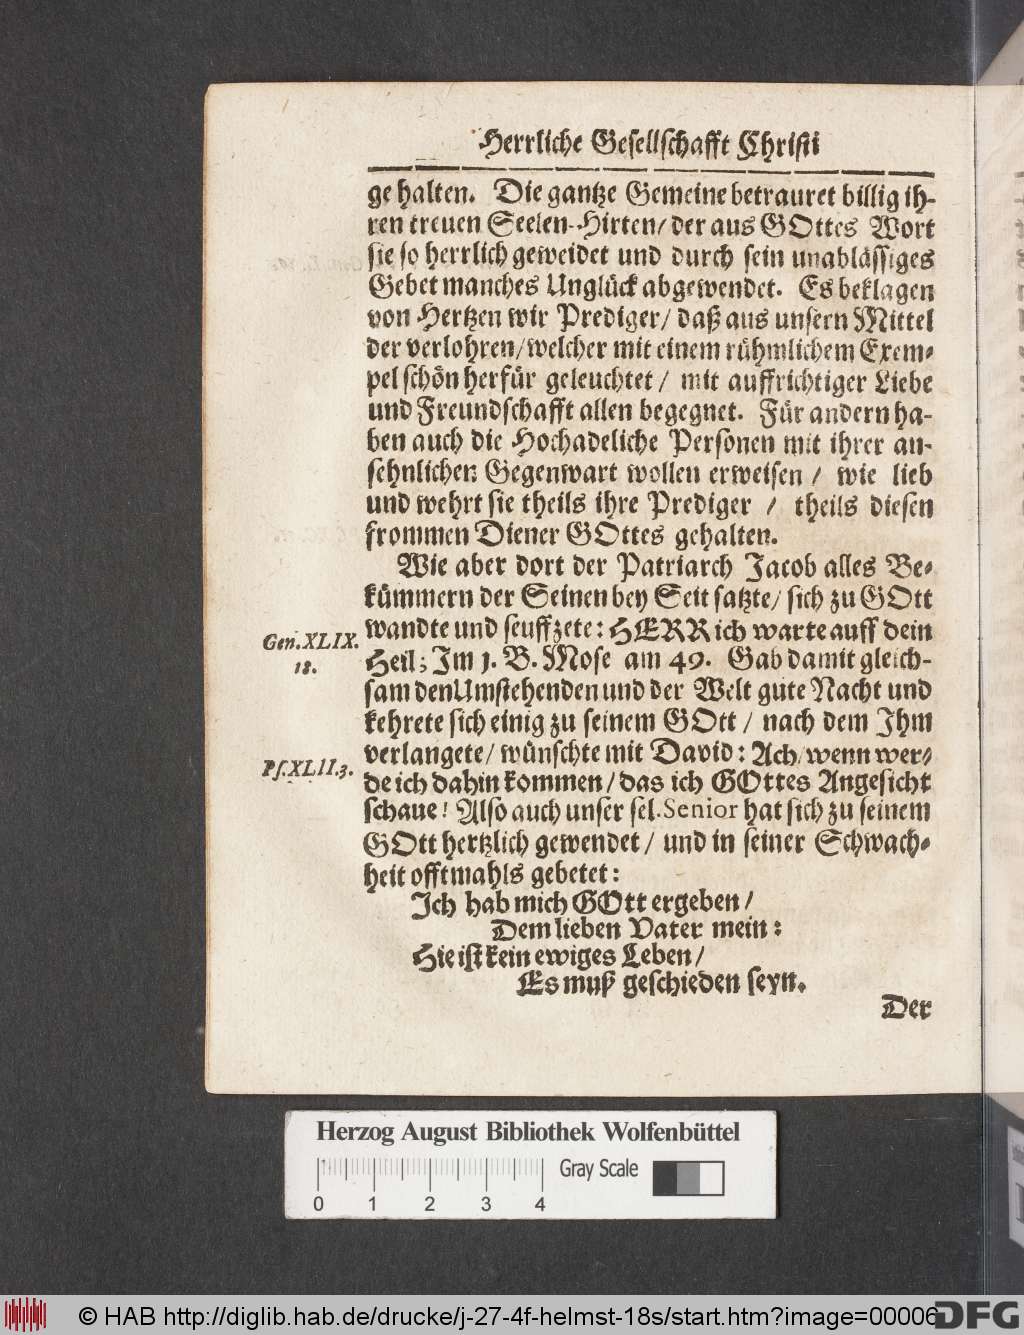 Herrliche Gesellschafft Christi
gehalten. Die gantze Gemeine betrauret billig ih-
ren treuen Seelen-Hirten/ der aus GOttes Wort
sie so herrlich geweidet und durch sein unablässiges
Gebet manches Unglück abgewendet. Es beklagen
von Hertzen wir Prediger/ daß aus unsern Mittel
der verlohren/ welcher mit einem rühmlichem Exem-
pel schön herfür geleuchtet/ mit auffrichtiger Liebe
und Freundschafft allen begegnet. Für andern ha-
ben auch die Hochadeliche Personen mit ihrer an-
sehnlichen Gegenwart wollen erweisen/ wie lieb
und wehrt sie theils ihre Prediger / theils diesen
frommen Diener GOttes gehalten.
Wie aber dort der Patriarch Jacob alles Be-
kümmern der Seinen bey Seit satzte/ sich zu GOtt
wandte und seuffzete: HERR ich warte auff dein
Gen. XLIX.
18.
Heil; Im 1. B. Mose am 49. Gab damit gleich-
sam den Umstehenden und der Welt gute Nacht und
kehrete sich einig zu seinem GOtt/ nach dem Ihm
verlangete/ wünschte mit David: Ach/ wenn wer-
Ps. XLII. 3.
de ich dahin kommen/ das ich GOttes Angesicht
schaue! Also auch unser sel. Senior hat sich zu seinem
GOtt hertzlich gewendet/ und in seiner Schwach-
heit offtmahls gebetet:
Ich hab mich GOtt ergeben/
Dem lieben Vater mein:
Hie ist kein ewiges Leben/
Es muß geschieden seyn.
Der
Herzog August Bibliothek Wolfenbüttel
Gray Scale
0 1 2 3 4
© HAB http://diglib.hab.de/drucke/j-27-4f-helmst-18s/start.htm?image=00006
DFG